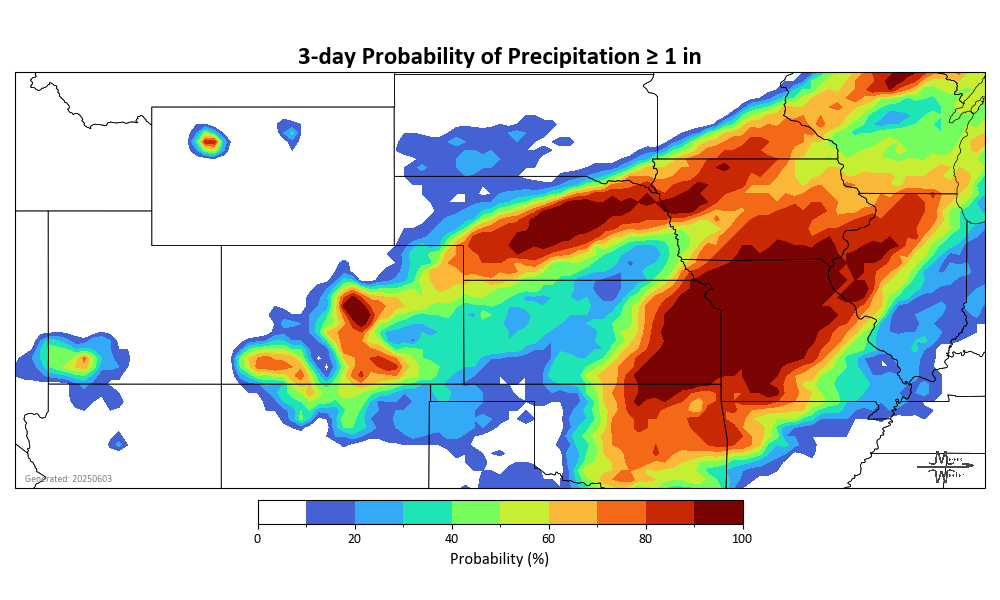 3-day Probability of Precipitation ≥ 1 in
Generated: 20250603
0 20 40 60 80 100
Probability (%)